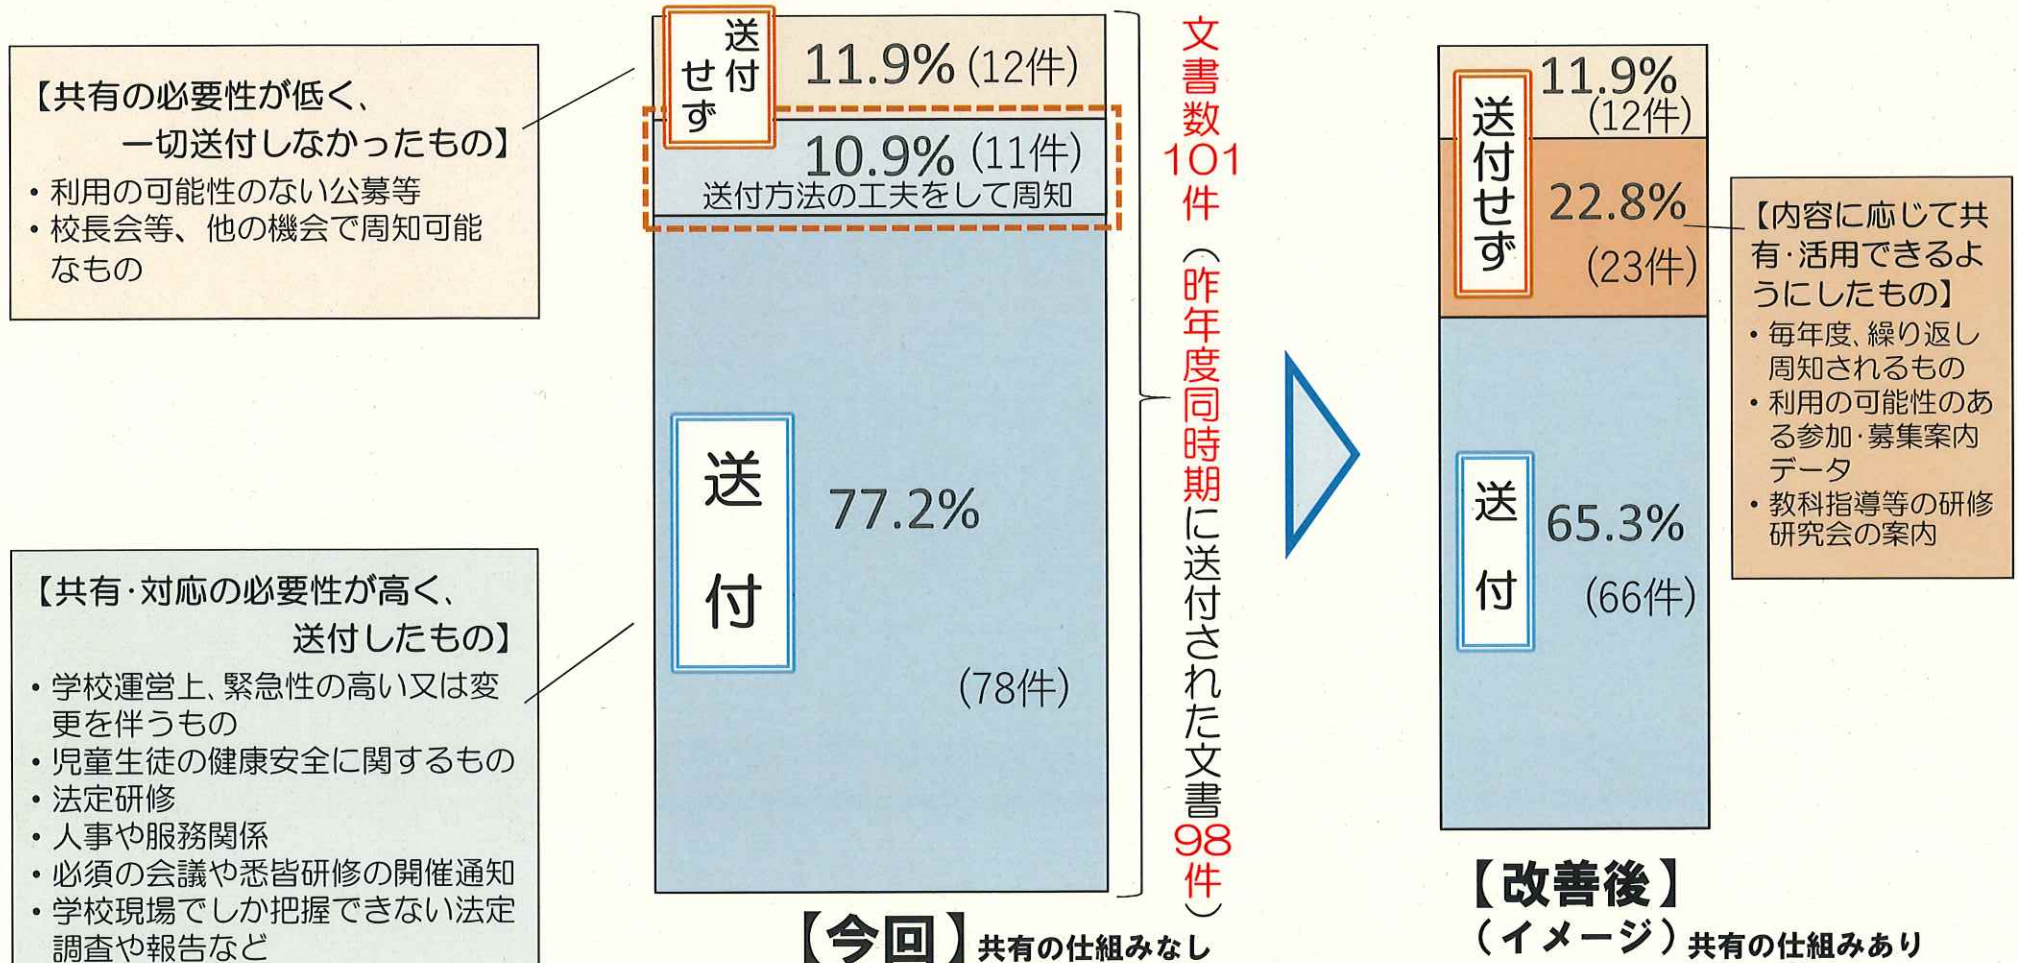 【共有の必要性が低く、
一切送付しなかったもの】
・利用の可能性のない公募等
・校長会等、他の機会で周知可能
なもの
【共有・対応の必要性が高く、
送付したもの】
・学校運営上、緊急性の高い又は変
更を伴うもの
・児童生徒の健康安全に関するもの
・法定研修
・人事や服務関係
・必須の会議や悉皆研修の開催通知
・学校現場でしか把握できない法定
調査や報告など
送付
せず
11.9% (12件)
10.9% (11件)
送付方法の工夫をして周知
送付
77.2%
(78件)
文書数101件（昨年度同時期に送付された文書98件）
【今回】共有の仕組みなし
送付せず
11.9%
(12件)
22.8%
(23件)
送付
65.3%
(66件)
【改善後】
（イメージ）共有の仕組みあり
【内容に応じて共
有・活用できるよ
うにしたもの】
・毎年度、繰り返し
周知されるもの
・利用の可能性のあ
る参加・募集案内
データ
・教科指導等の研修
研究会の案内